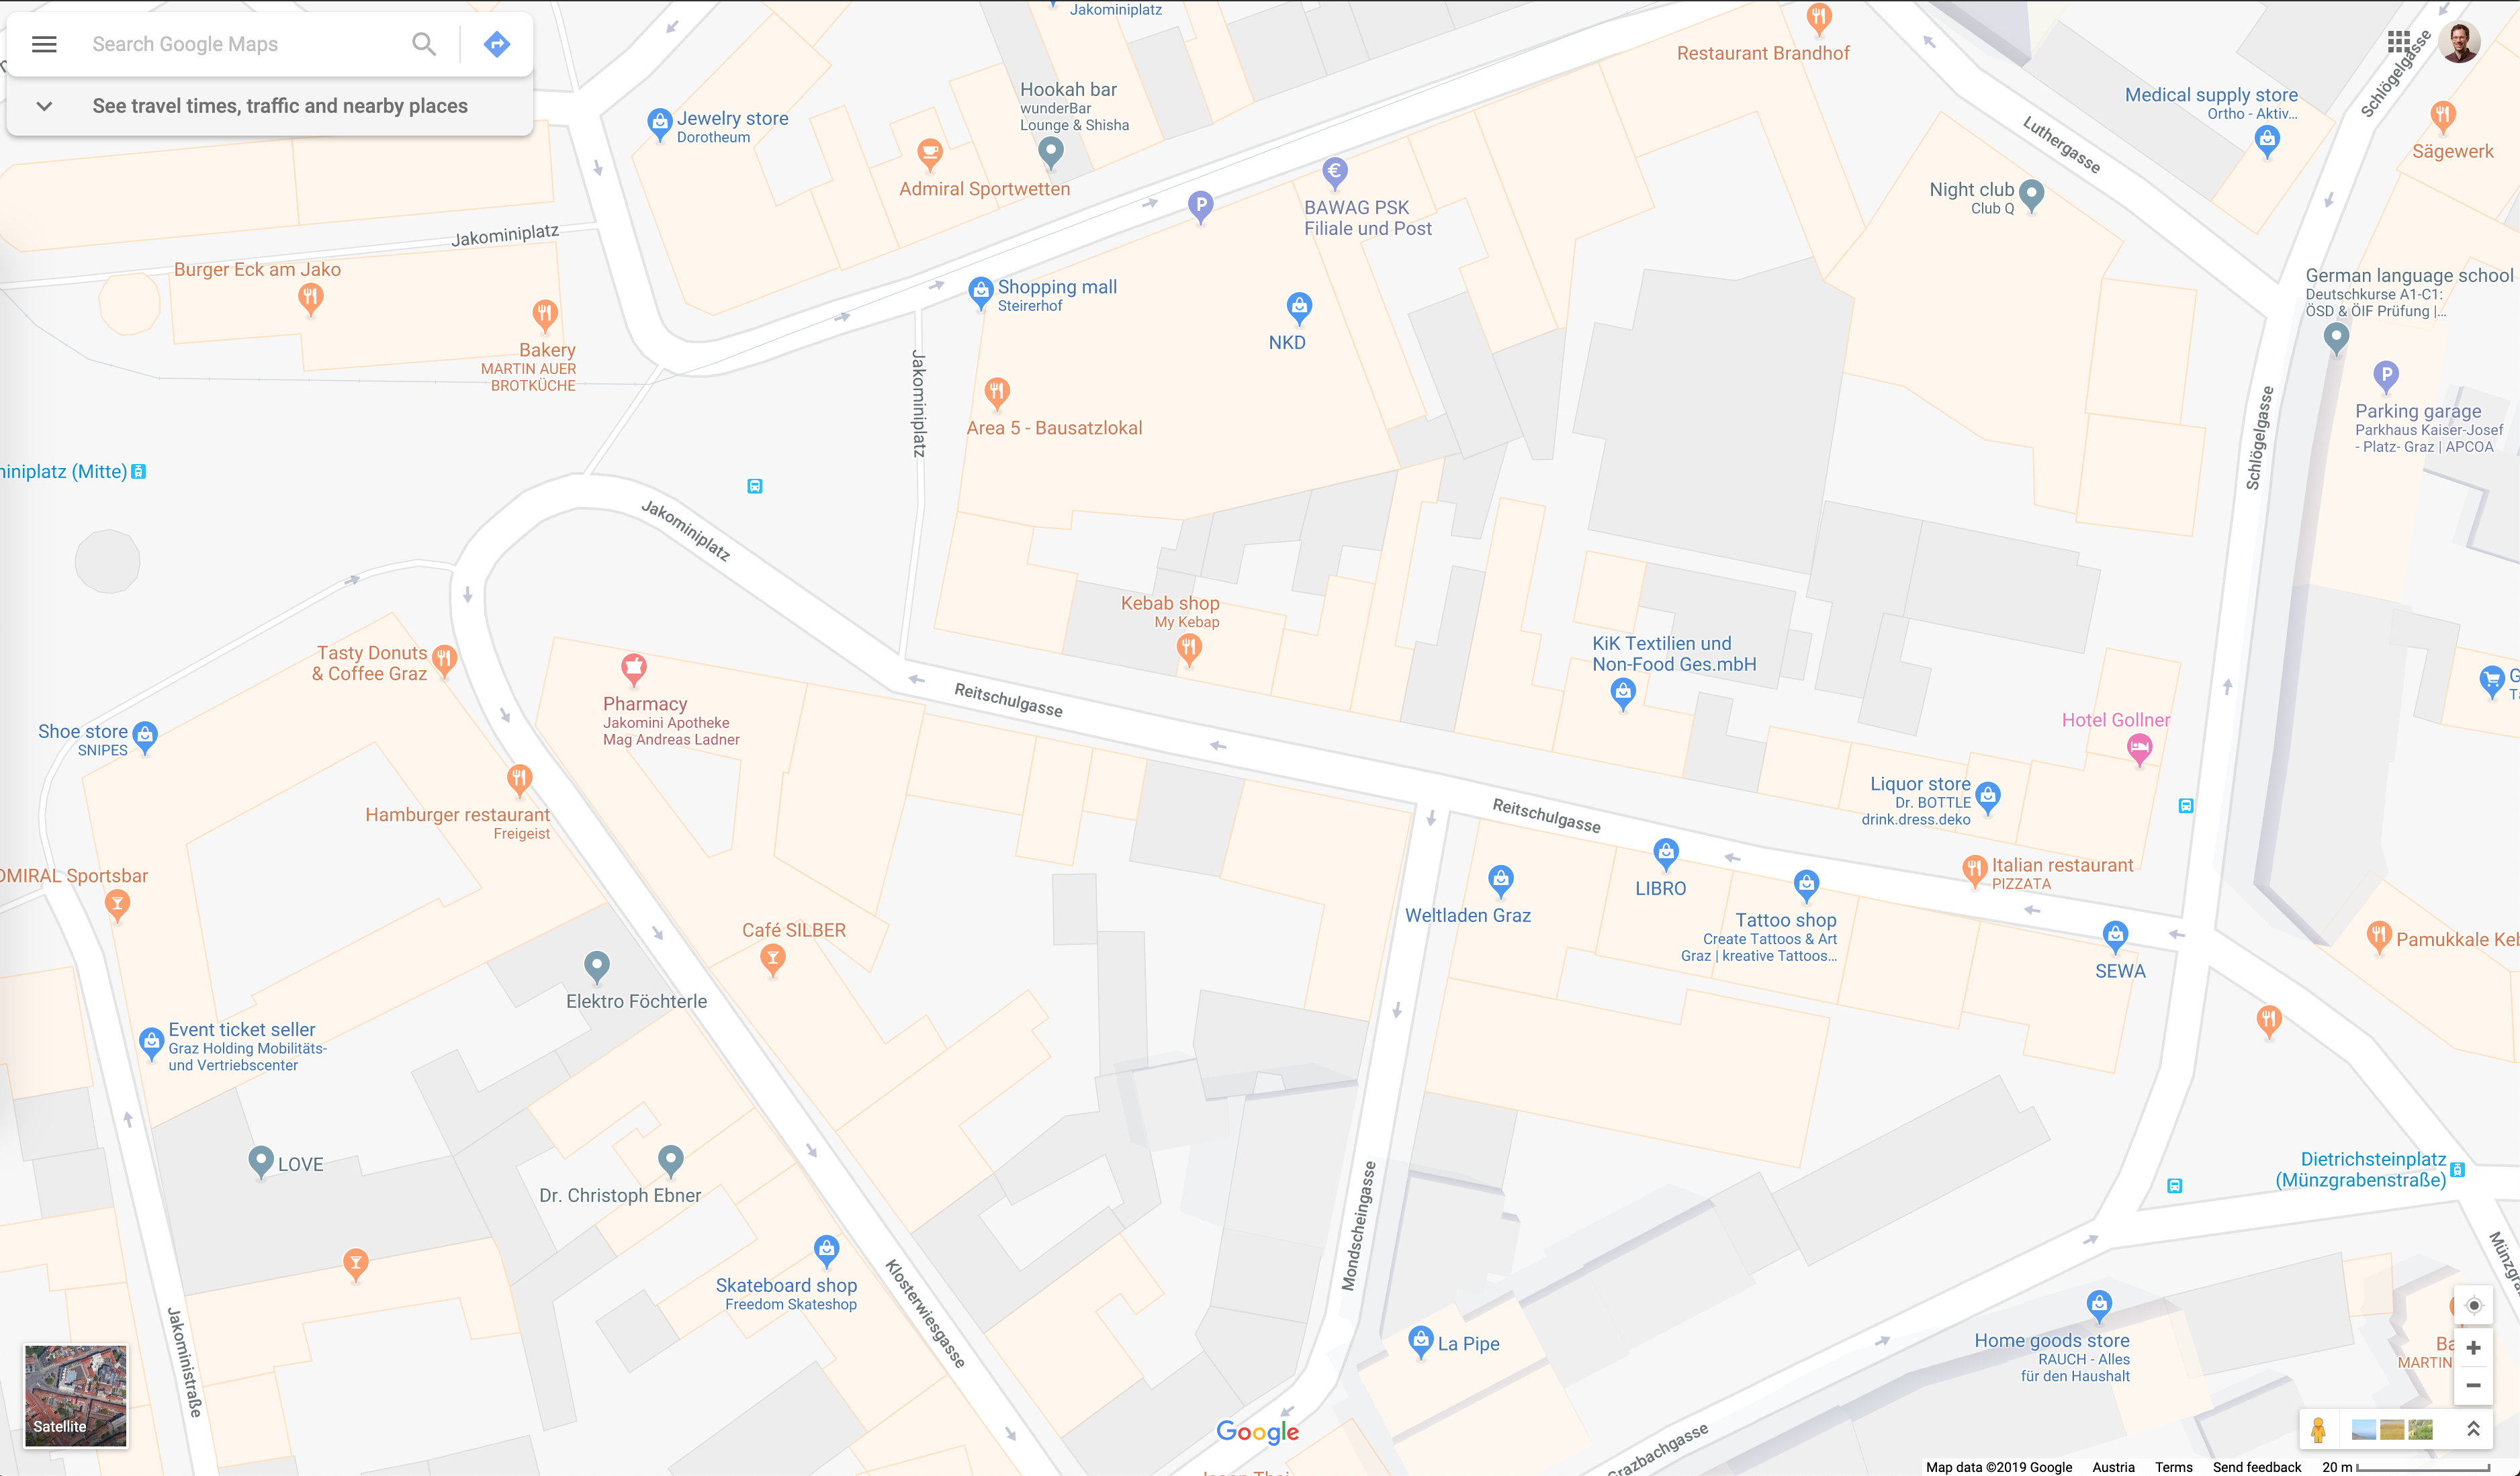 Search Google Maps
See travel times, traffic and nearby places
Jakominiplatz
Restaurant Brandhof
Schlögelgasse
Hookah bar
wunderBar
Lounge & Shisha
Jewelry store
Dorotheum
Medical supply store
Ortho - Aktiv...
Luthergasse
Sägewerk
Admiral Sportwetten
BAWAG PSK
Filiale und Post
Night club
Club Q
Jakominiplatz
Burger Eck am Jako
Shopping mall
Steirerhof
NKD
German language school
Deutschkurse A1-C1:
ÖSD & ÖIF Prüfung |...
Bakery
MARTIN AUER
BROTKÜCHE
Jakominiplatz
Area 5 - Bausatzlokal
Schlögelgasse
Parking garage
Parkhaus Kaiser-Josef
- Platz- Graz | APCOA
(Mitte)
Jakominiplatz
Kebab shop
My Kebap
Tasty Donuts
& Coffee Graz
KiK Textilien und
Non-Food Ges.mbH
Pharmacy
Jakomini Apotheke
Mag Andreas Ladner
Reitschulgasse
Shoe store
SNIPES
Hotel Gollner
Hamburger restaurant
Freigeist
Reitschulgasse
Liquor store
Dr. BOTTLE
drink.dress.deko
Sportsbar
Italian restaurant
PIZZATA
LIBRO
Weltladen Graz
Tattoo shop
Create Tattoos & Art
Graz | kreative Tattoos...
Café SILBER
Pamukkale
SEWA
Elektro Föchterle
Event ticket seller
Graz Holding Mobilitäts-
und Vertriebscenter
LOVE
Dr. Christoph Ebner
Dietrichsteinplatz
(Münzgrabenstraße)
Mondscheingasse
Skateboard shop
Freedom Skateshop
Klosterwiesgasse
Jakoministraße
La Pipe
Home goods store
RAUCH - Alles
für den Haushalt
MARTIN
Satellite
Google
Grazbachgasse
Map data ©2019 Google Austria Terms Send feedback 20 m